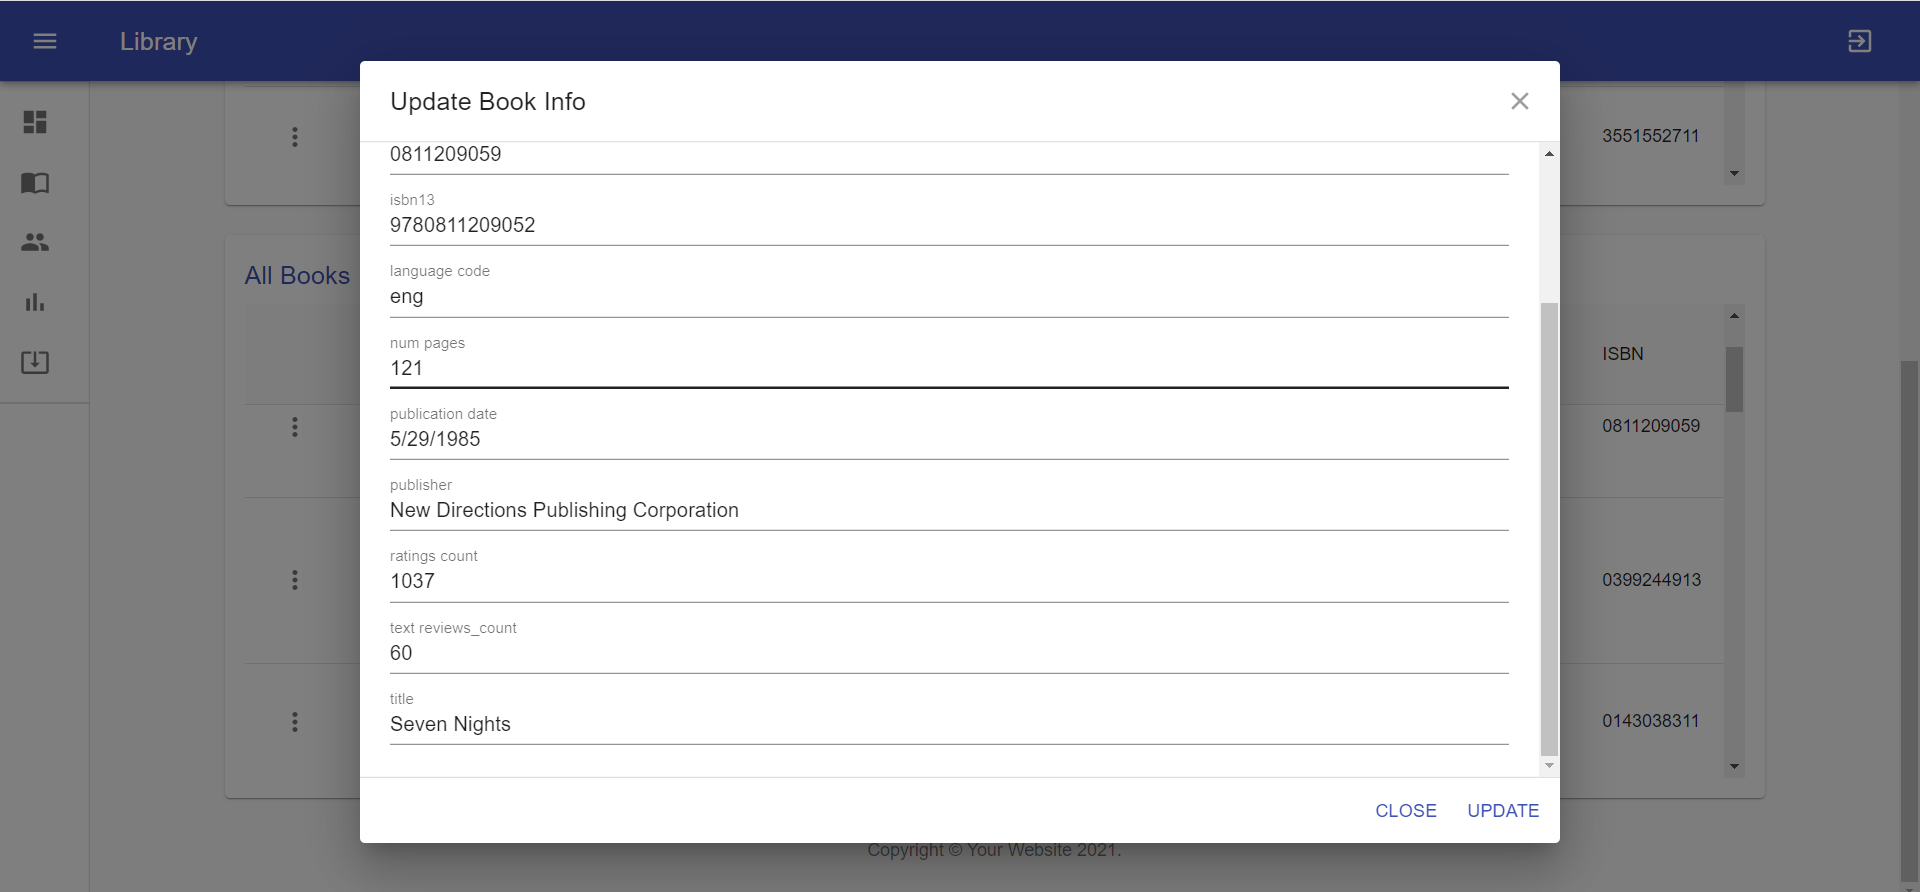 Library
Update Book Info
3551552711
0811209059
isbn13
9780811209052
language code
eng
num pages
121
publication date
5/29/1985
publisher
New Directions Publishing Corporation
ratings count
1037
text reviews_count
60
title
Seven Nights
CLOSE UPDATE
All Books
ISBN
0811209059
0399244913
0143038311
Copyright © Your Website 2021.